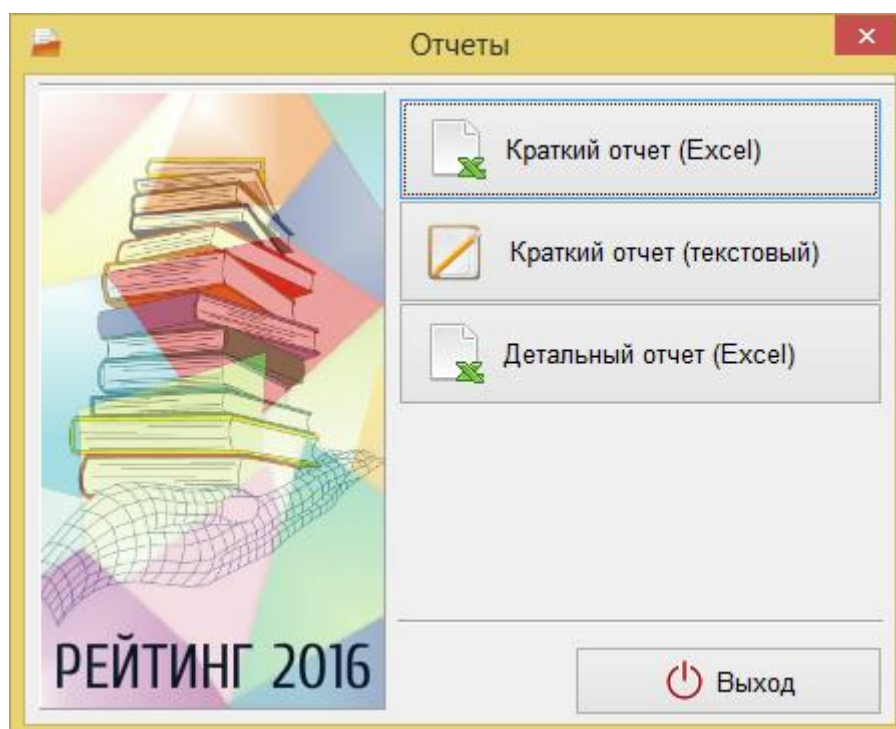 Отчеты
Краткий отчет (Excel)
Краткий отчет (текстовый)
Детальный отчет (Excel)
РЕЙТИНГ 2016
Выход